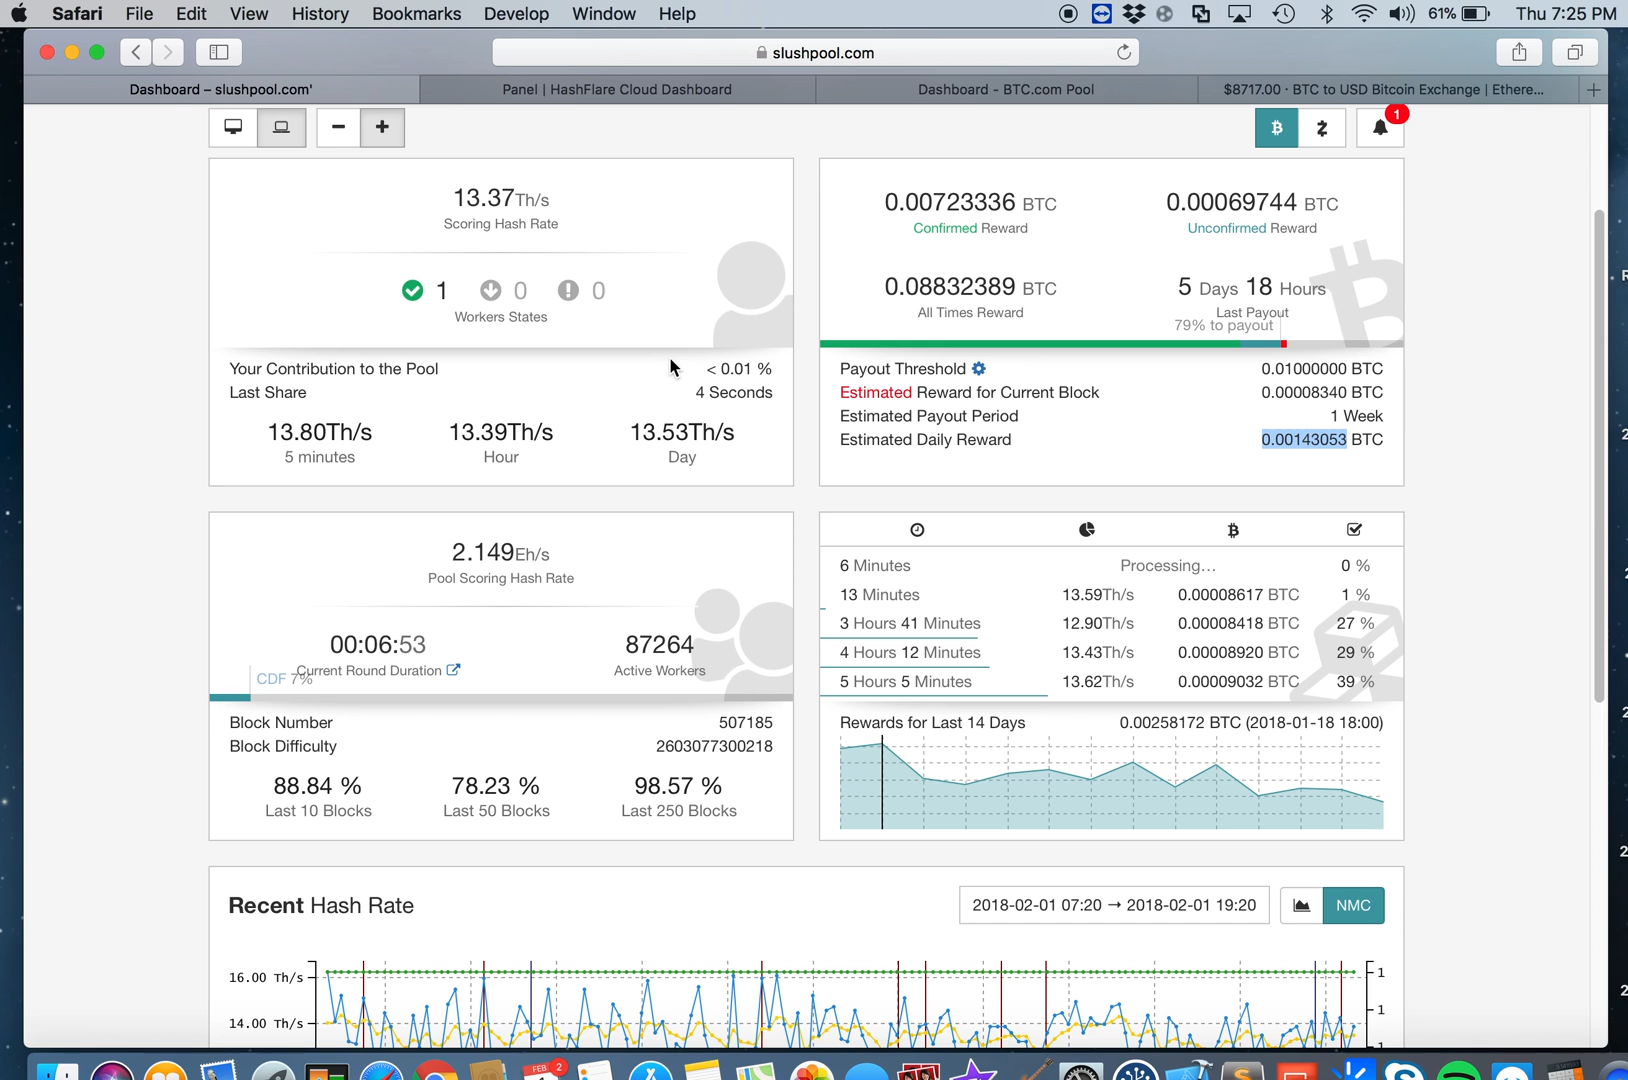 Safari File Edit View History Bookmarks Develop Window Help 61% Thu 7:25 PM
slushpool.com
Dashboard – slushpool.com' Panel | HashFlare Cloud Dashboard Dashboard - BTC.com Pool $8717.00 · BTC to USD Bitcoin Exchange | Ethere...
1
13.37Th/s
Scoring Hash Rate
1 0 0
Workers States
Your Contribution to the Pool < 0.01 %
Last Share 4 Seconds
13.80Th/s 13.39Th/s 13.53Th/s
5 minutes Hour Day
0.00723336 BTC 0.00069744 BTC
Confirmed Reward Unconfirmed Reward
0.08832389 BTC 5 Days 18 Hours
All Times Reward Last Payout
79% to payout
Payout Threshold 0.01000000 BTC
Estimated Reward for Current Block 0.00008340 BTC
Estimated Payout Period 1 Week
Estimated Daily Reward 0.00143053 BTC
2.149Eh/s
Pool Scoring Hash Rate
00:06:53 87264
Current Round Duration Active Workers
CDF 7%
Block Number 507185
Block Difficulty 2603077300218
88.84 % 78.23 % 98.57 %
Last 10 Blocks Last 50 Blocks Last 250 Blocks
6 Minutes Processing... 0 %
13 Minutes 13.59Th/s 0.00008617 BTC 1 %
3 Hours 41 Minutes 12.90Th/s 0.00008418 BTC 27 %
4 Hours 12 Minutes 13.43Th/s 0.00008920 BTC 29 %
5 Hours 5 Minutes 13.62Th/s 0.00009032 BTC 39 %
Rewards for Last 14 Days 0.00258172 BTC (2018-01-18 18:00)
Recent Hash Rate 2018-02-01 07:20 → 2018-02-01 19:20 NMC
16.00 Th/s 1
1
14.00 Th/s
FEB 2